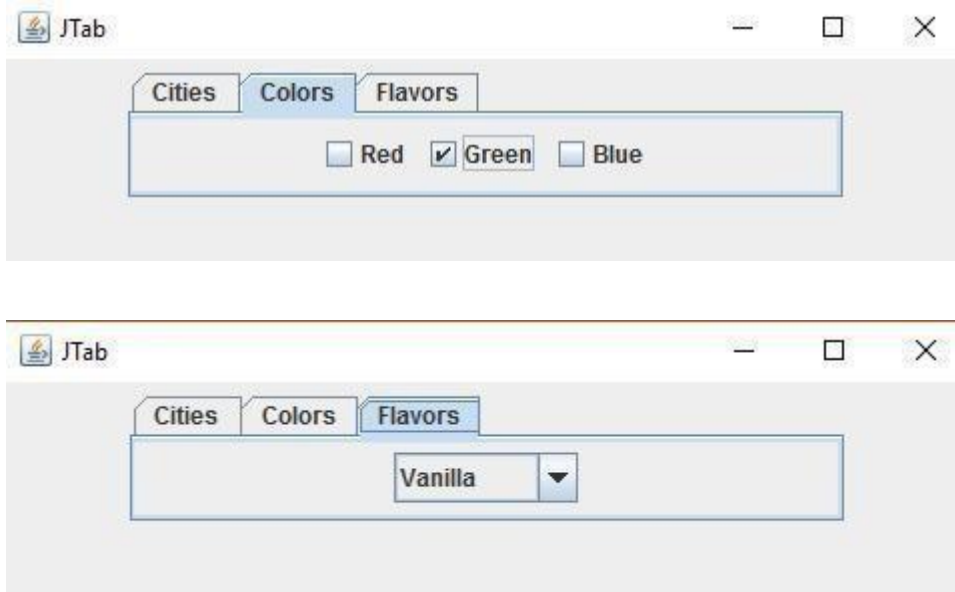 JTab
Cities Colors Flavors
Red Green Blue
JTab
Cities Colors Flavors
Vanilla